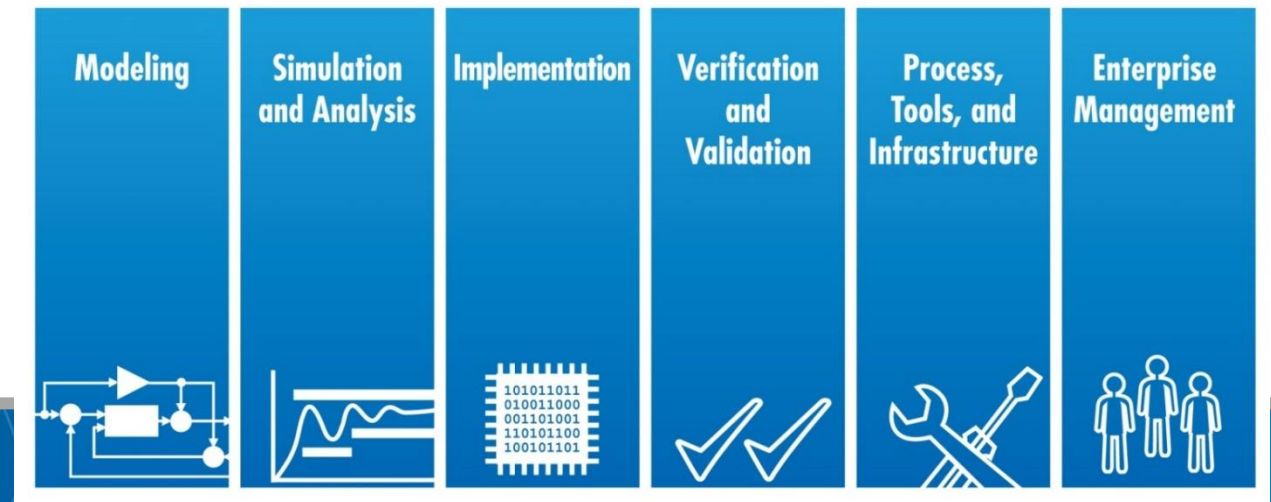 Modeling
Simulation
and Analysis
Implementation
Verification
and
Validation
Process,
Tools, and
Infrastructure
Enterprise
Management
101011011
010011000
001101001
110101100
100101101